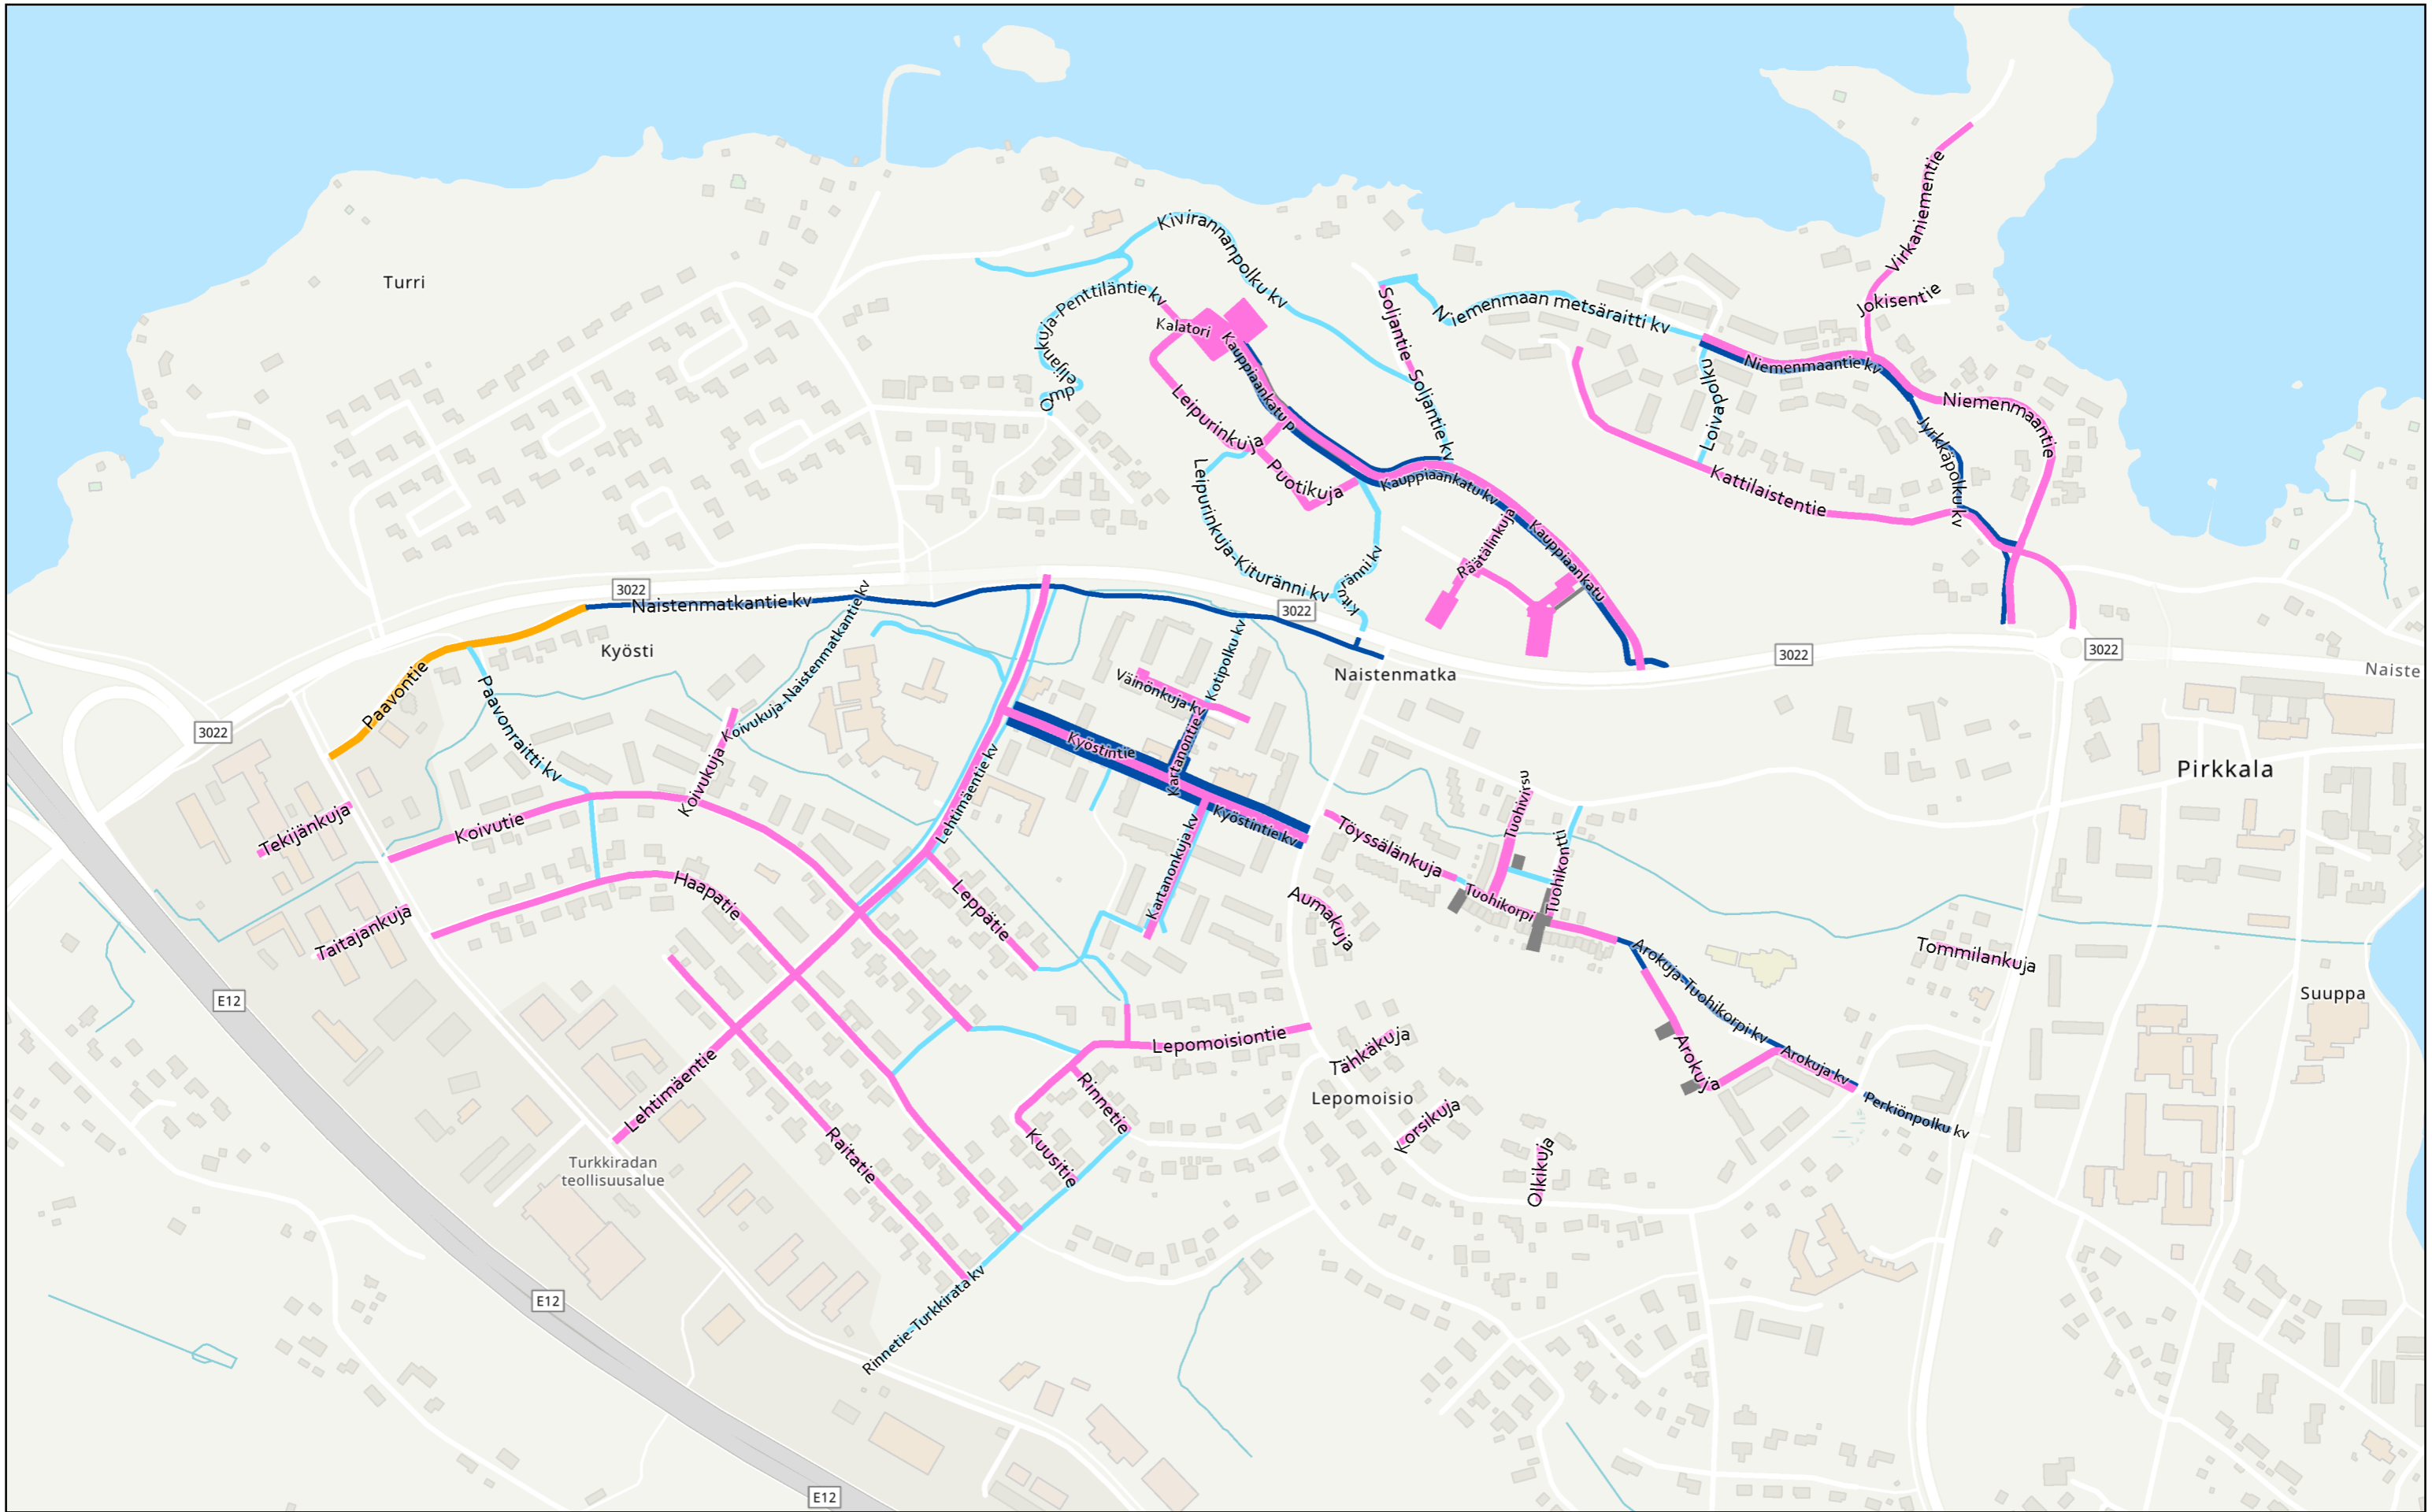 Turri
Kivirannanpolku kv
Kuja-Penttiläntie kv
elijän
Ompe
Kalatori
Kauppiaankatu p
Leipurinkuja
Puotikuja
Leipurinkuja-Kituränni kv
Kituränni kv
Kauppiaankatu kv
Kauppiaankatu
Räätälinkuja
Soljantie
Soljantie kv
Niemenmaan metsäraitti kv
Loivapolku
Kattilaistentie
Niemenmaantie kv
Niemenmaantie
Jyrkkäpolku kv
Jokisentie
Virkaniementie
3022
3022
3022
3022
3022
Naistenmatkantie kv
Kyösti
Naistenmatka
Naiste
Paavontie
Paavonraitti kv
Koivukuja-Naistenmatkantie kv
Koivukuja
Koivutie
Tekijänkuja
Taitajankuja
Haapatie
Lehtimäentie kv
Lehtimäentie
Leppätie
Väinönkuja kv
Kotipolku kv
Kyöstintie
Kartanontie
Kyöstintie kv
Kartanonkuja kv
Töyssälänkuja
Tuohivirsu
Tuohikontti
Tuohikorpi
Aumakuja
Arokuja-Tuohikorpi kv
Arokuja
Arokuja kv
Perkiönpolku kv
Tommilankuja
Pirkkala
Suuppa
Lepomoisiontie
Tähkäkuja
Lepomoisio
Korsikuja
Olkikuja
Rinnetie
Kuusitie
Raitatie
Rinnetie-Turkkirata kv
Turkkiradan
teollisuusalue
E12
E12
E12